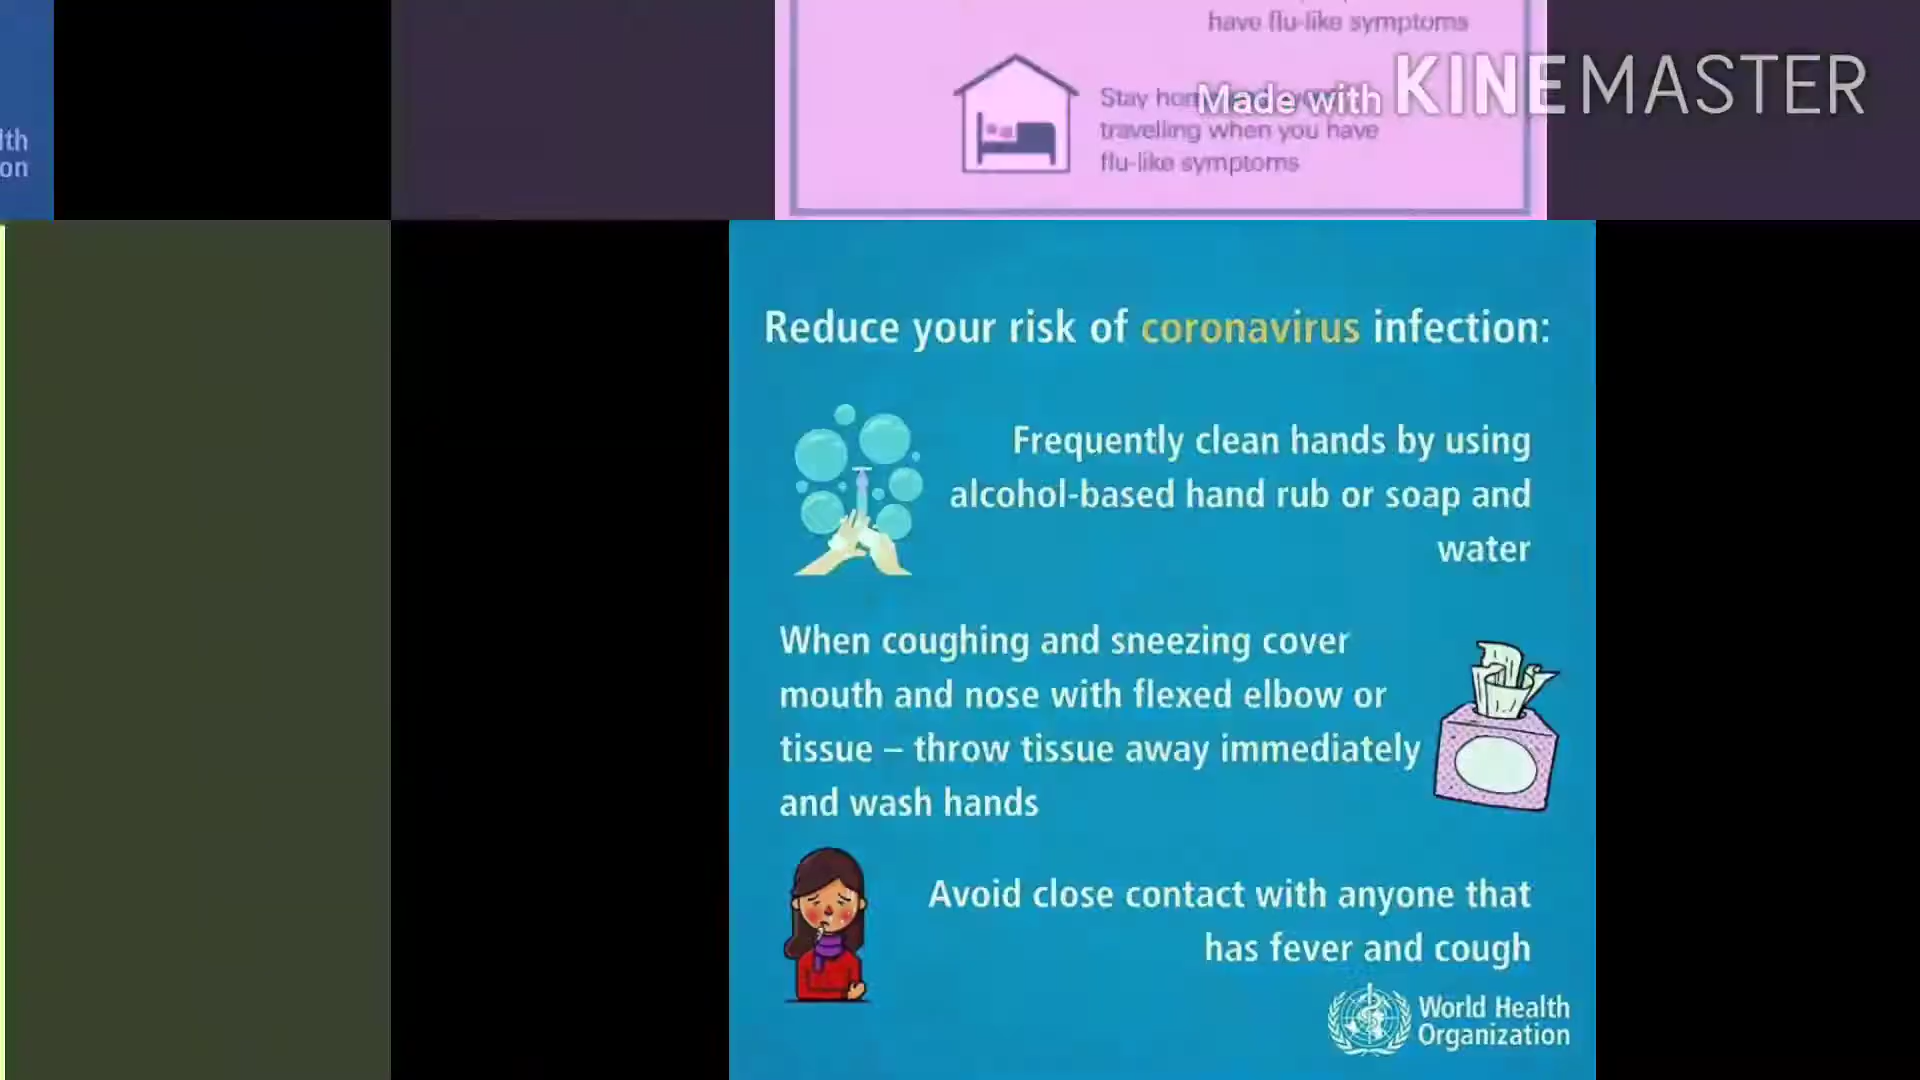 have flu-like symptoms
Made with KINEMASTER
Stay
travelling when you have
flu-like symptoms
lth
on
Reduce your risk of coronavirus infection:
Frequently clean hands by using
alcohol-based hand rub or soap and
water
When coughing and sneezing cover
mouth and nose with flexed elbow or
tissue – throw tissue away immediately
and wash hands
Avoid close contact with anyone that
has fever and cough
World Health
Organization